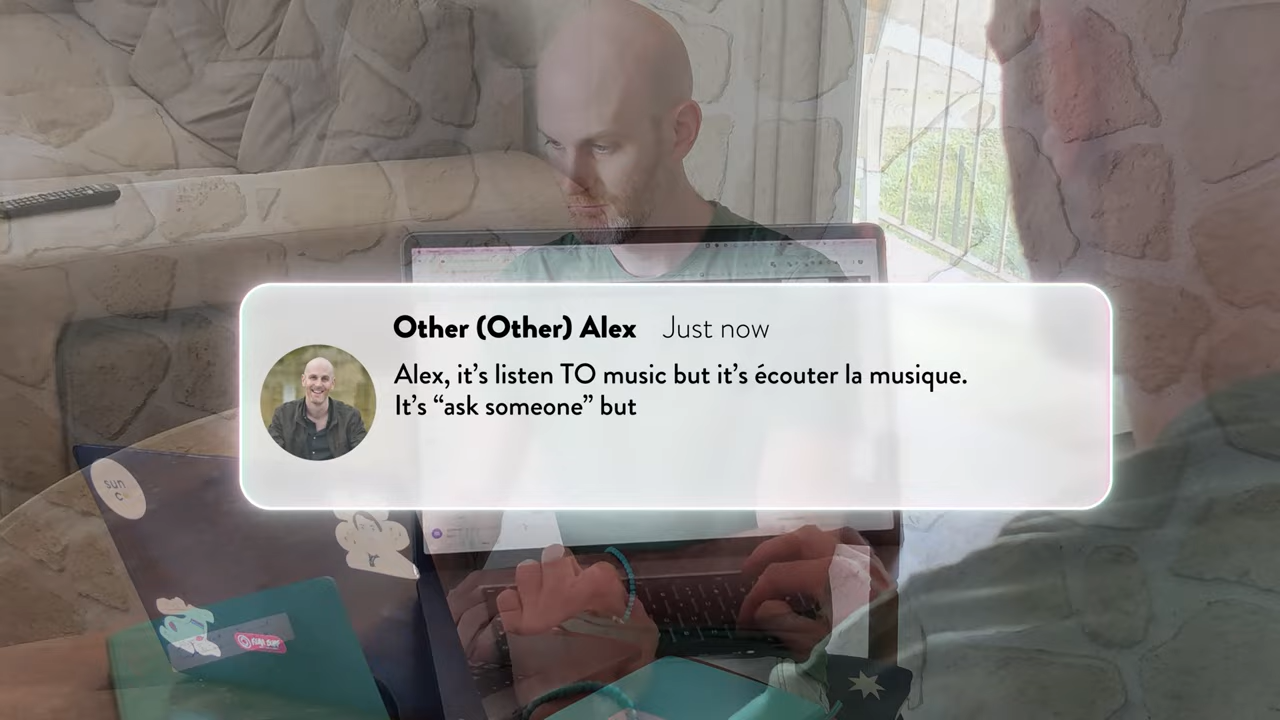 Other (Other) Alex Just now
Alex, it's listen TO music but it's écouter la musique.
It's “ask someone” but
sun